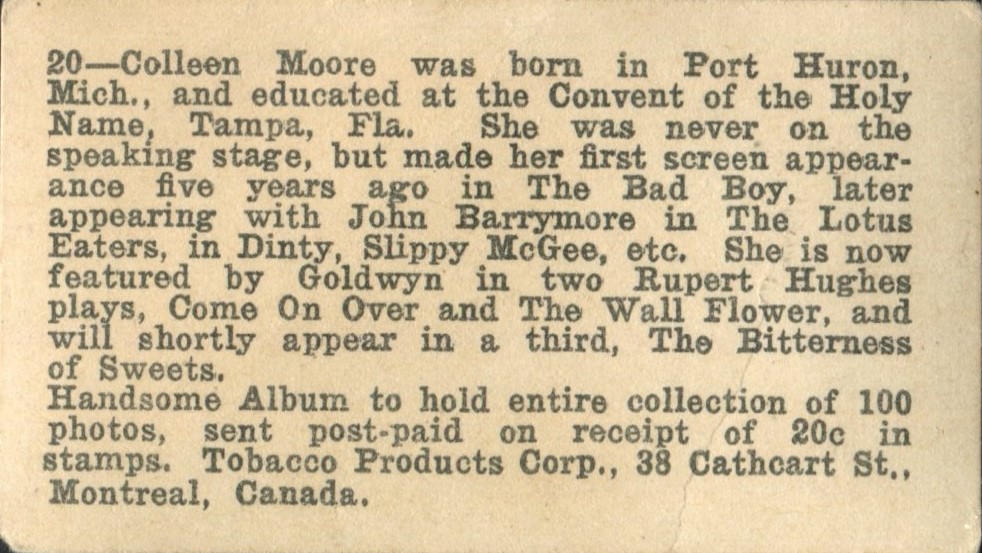 20—Colleen Moore was born in Port Huron,
Mich., and educated at the Convent of the Holy
Name, Tampa, Fla. She was never on the
speaking stage, but made her first screen appear-
ance five years ago in The Bad Boy, later
appearing with John Barrymore in The Lotus
Eaters, in Dinty, Slippy McGee, etc. She is now
featured by Goldwyn in two Rupert Hughes
plays, Come On Over and The Wall Flower, and
will shortly appear in a third, The Bitterness
of Sweets.
Handsome Album to hold entire collection of 100
photos, sent post-paid on receipt of 20c in
stamps. Tobacco Products Corp., 38 Cathcart St.,
Montreal, Canada.